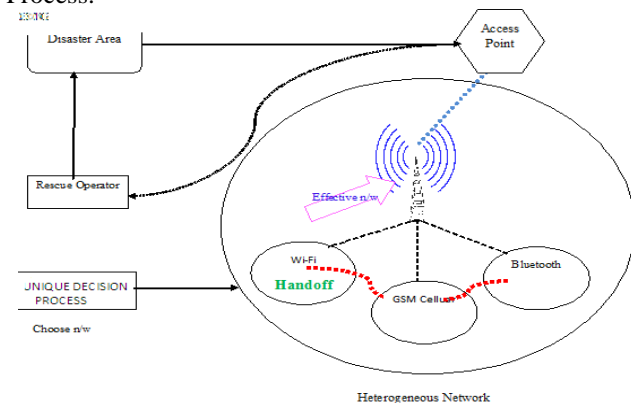 Process.
Disaster Area
Access
Point
Rescue Operator
Effective n/w
Wi-Fi
Handoff
Bluetooth
GSM Cellular
UNIQUE DECISION
PROCESS
Choose n/w
Heterogeneous Network